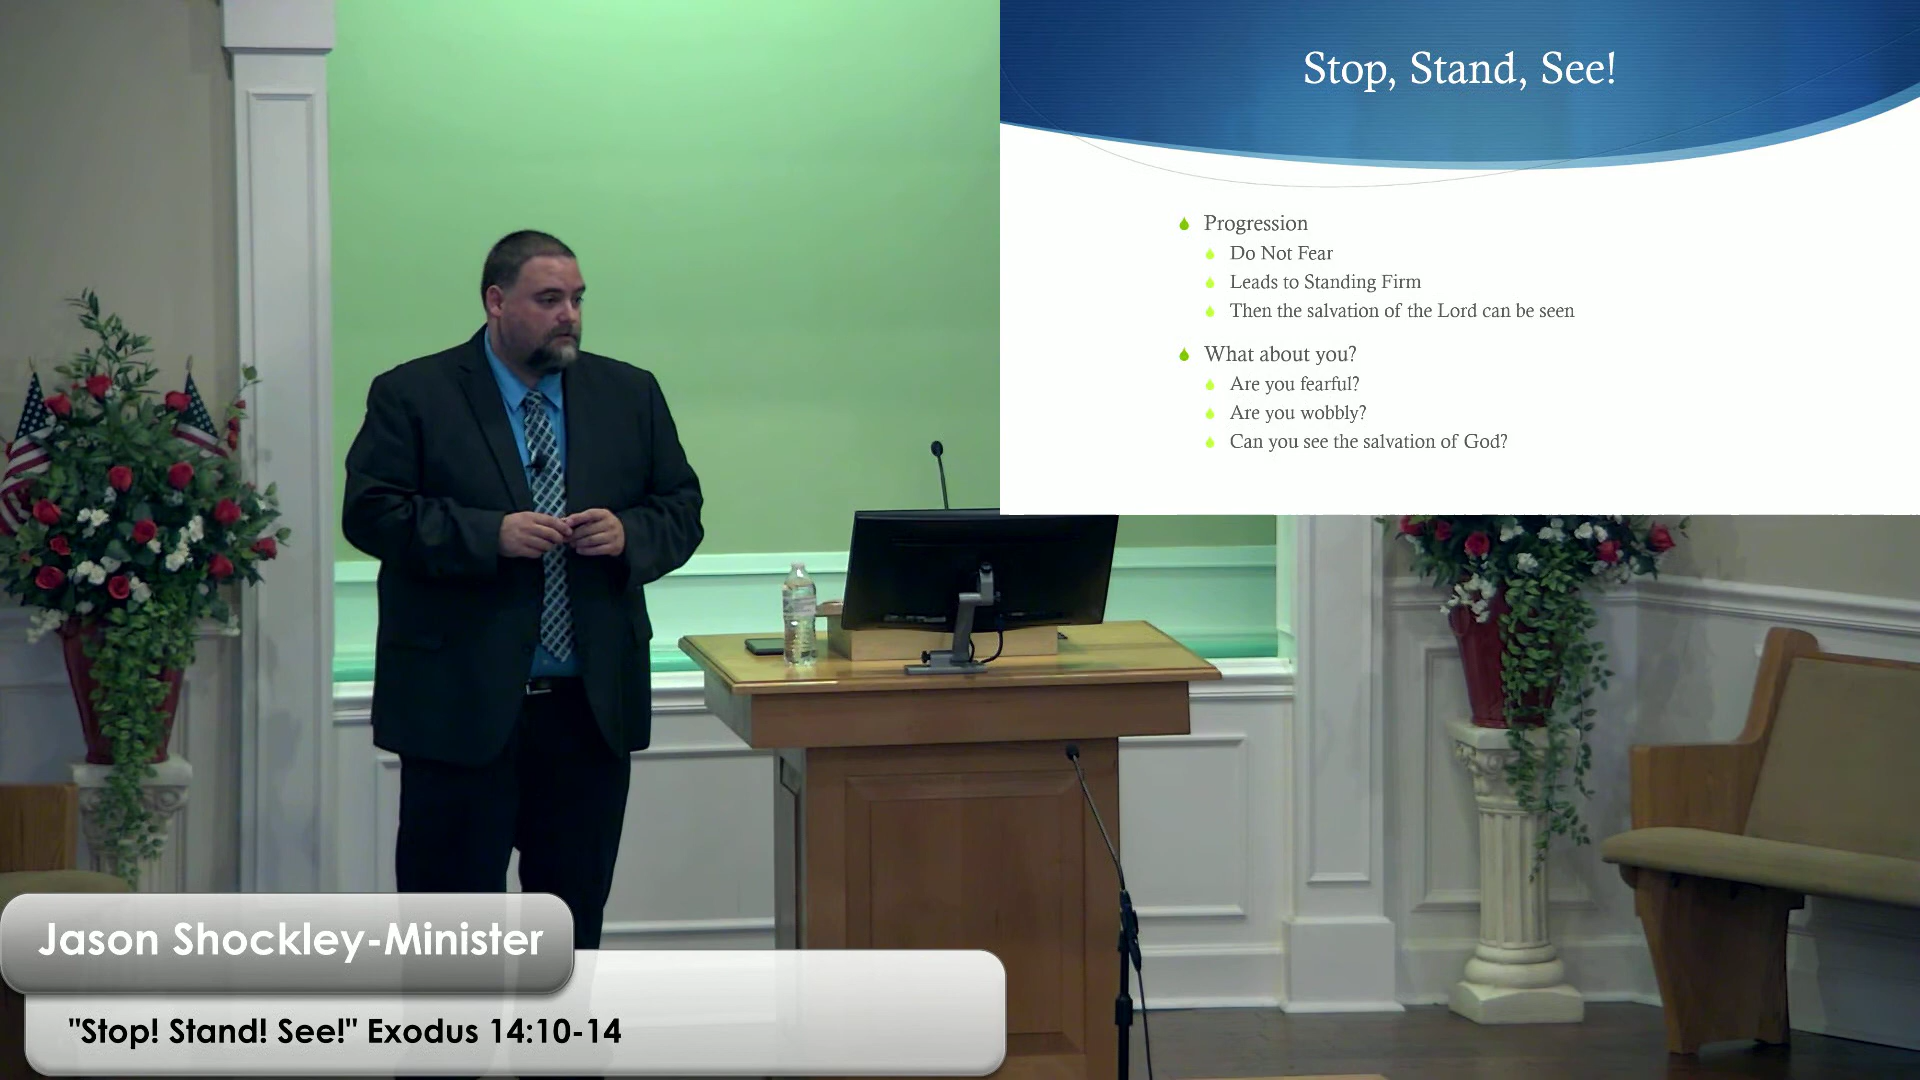 Stop, Stand, See!
Progression
Do Not Fear
Leads to Standing Firm
Then the salvation of the Lord can be seen
What about you?
Are you fearful?
Are you wobbly?
Can you see the salvation of God?
Jason Shockley-Minister
"Stop! Stand! See!" Exodus 14:10-14